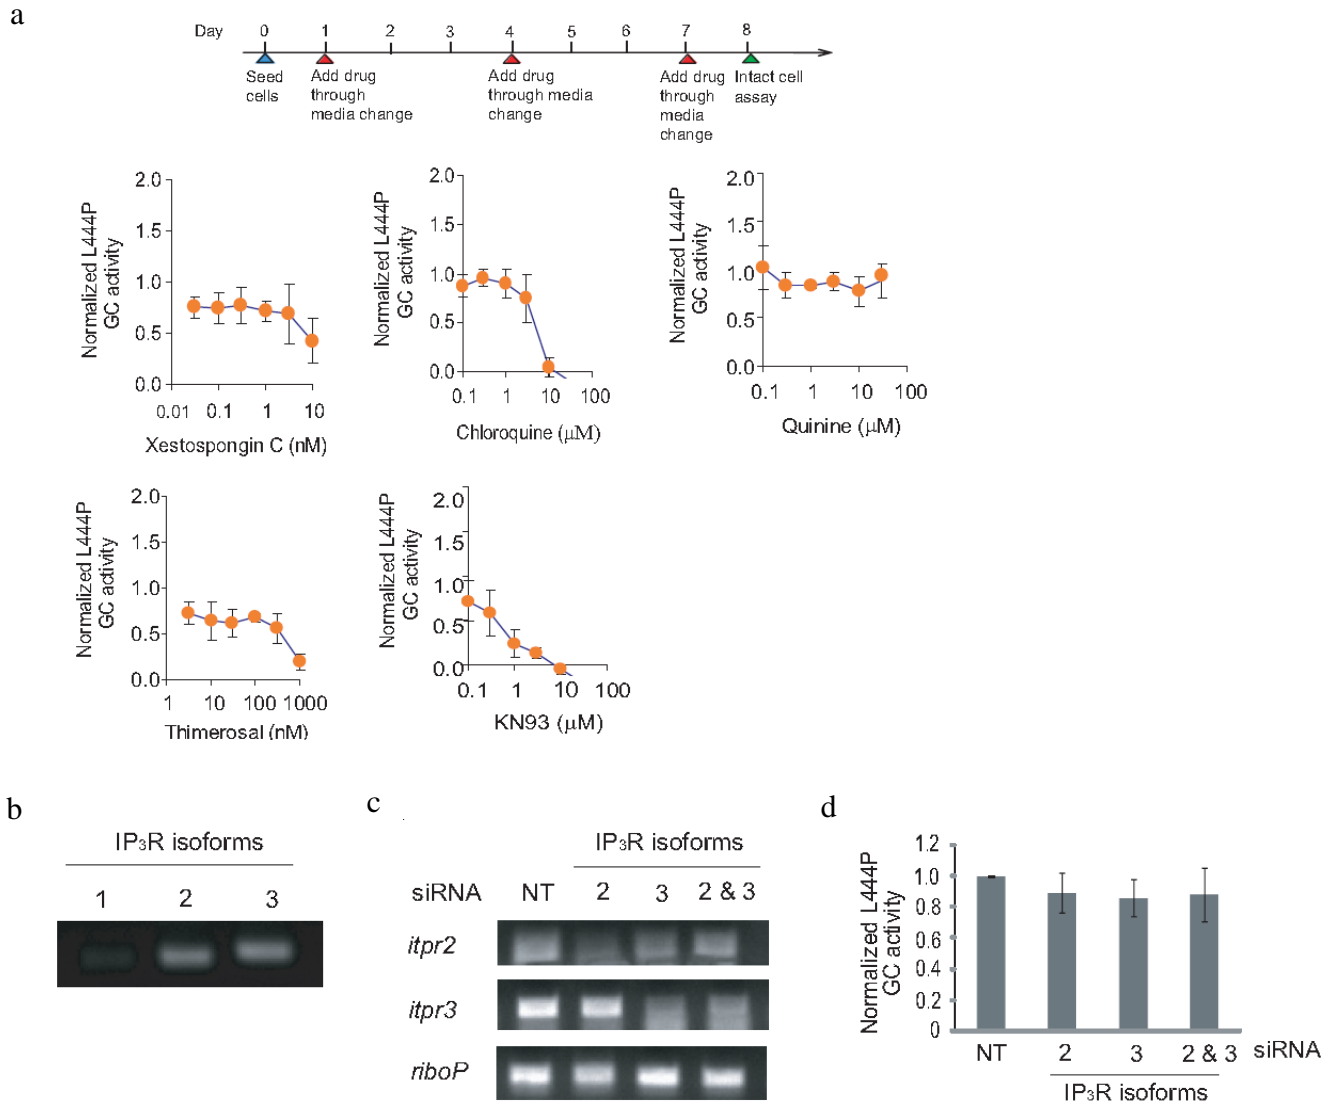 a
Day 0 1 2 3 4 5 6 7 8
Seed
cells
Add drug
through
media change
Add drug
through media
change
Add drug
through
media
change
Intact cell
assay
Normalized L444P
GC activity
2.0
1.5
1.0
0.5
0.0
0.01 0.1 1 10
Xestospongin C (nM)
Normalized L444P
GC activity
2.0
1.5
1.0
0.5
0.0
0.1 1 10 100
Chloroquine (μM)
Normalized L444P
GC activity
2.0
1.5
1.0
0.5
0.0
0.1 1 10 100
Quinine (μM)
Normalized L444P
GC activity
2.0
1.5
1.0
0.5
0.0
1 10 100 1000
Thimerosal (nM)
Normalized L444P
GC activity
2.0
1.5
1.0
0.5
0.0
0.1 1 10 100
KN93 (μM)
b
IP₃R isoforms
1 2 3
c
IP₃R isoforms
siRNA NT 2 3 2 & 3
itpr2
itpr3
riboP
d
Normalized L444P
GC activity
1.2
1.0
0.8
0.6
0.4
0.2
0
NT 2 3 2 & 3 siRNA
IP₃R isoforms